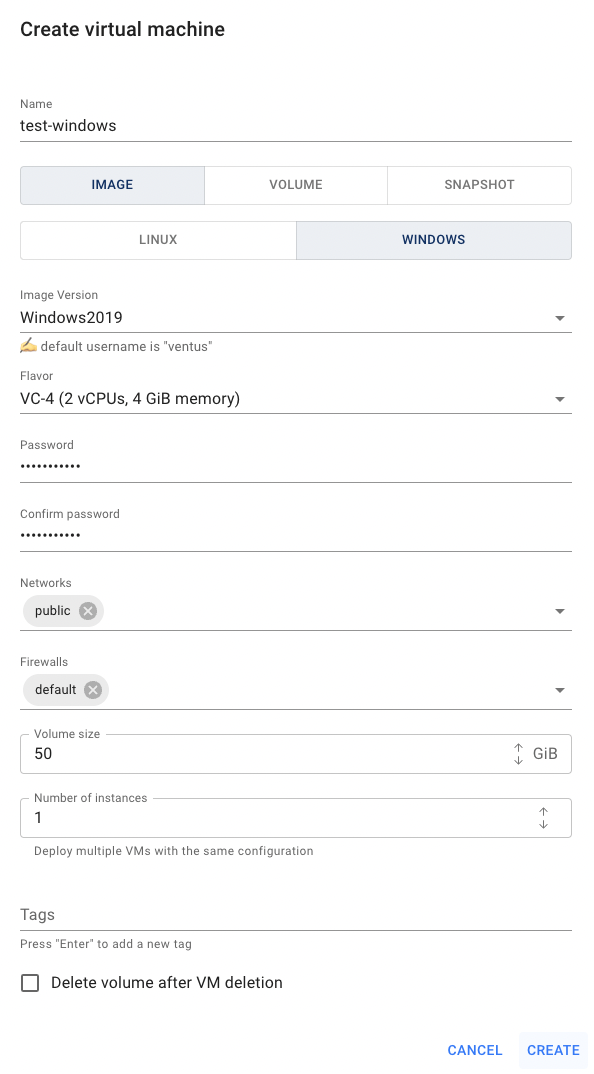 Create virtual machine
Name
test-windows
IMAGE VOLUME SNAPSHOT
LINUX WINDOWS
Image Version
Windows2019
✍️ default username is "ventus"
Flavor
VC-4 (2 vCPUs, 4 GiB memory)
Password
•••••••••••
Confirm password
•••••••••••
Networks
public
Firewalls
default
Volume size
50 GiB
Number of instances
1
Deploy multiple VMs with the same configuration
Tags
Press "Enter" to add a new tag
Delete volume after VM deletion
CANCEL CREATE